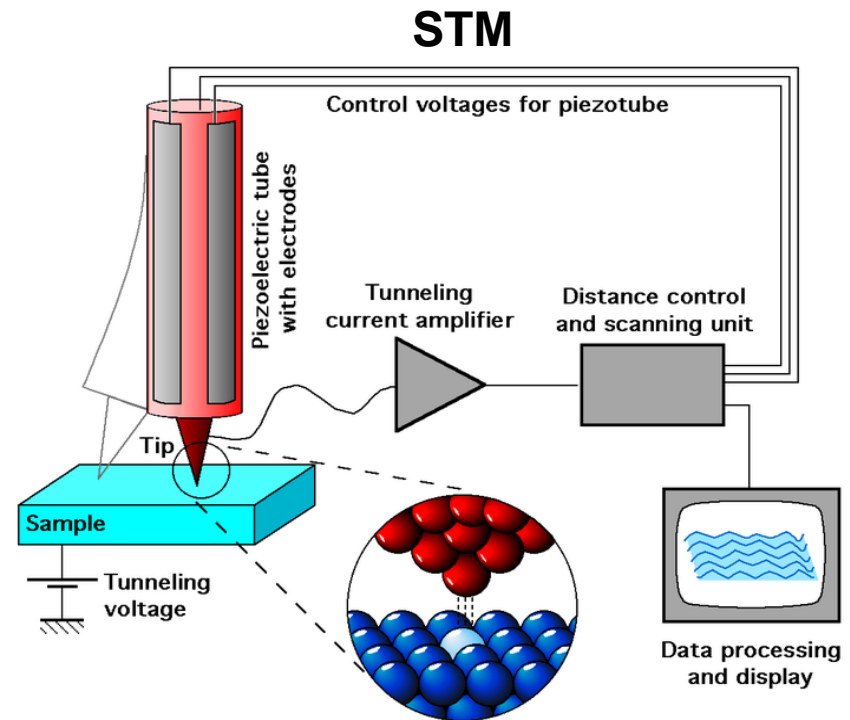 STM
Control voltages for piezotube
Piezoelectric tube
with electrodes
Tunneling
current amplifier
Distance control
and scanning unit
Tip
Sample
Tunneling
voltage
Data processing
and display